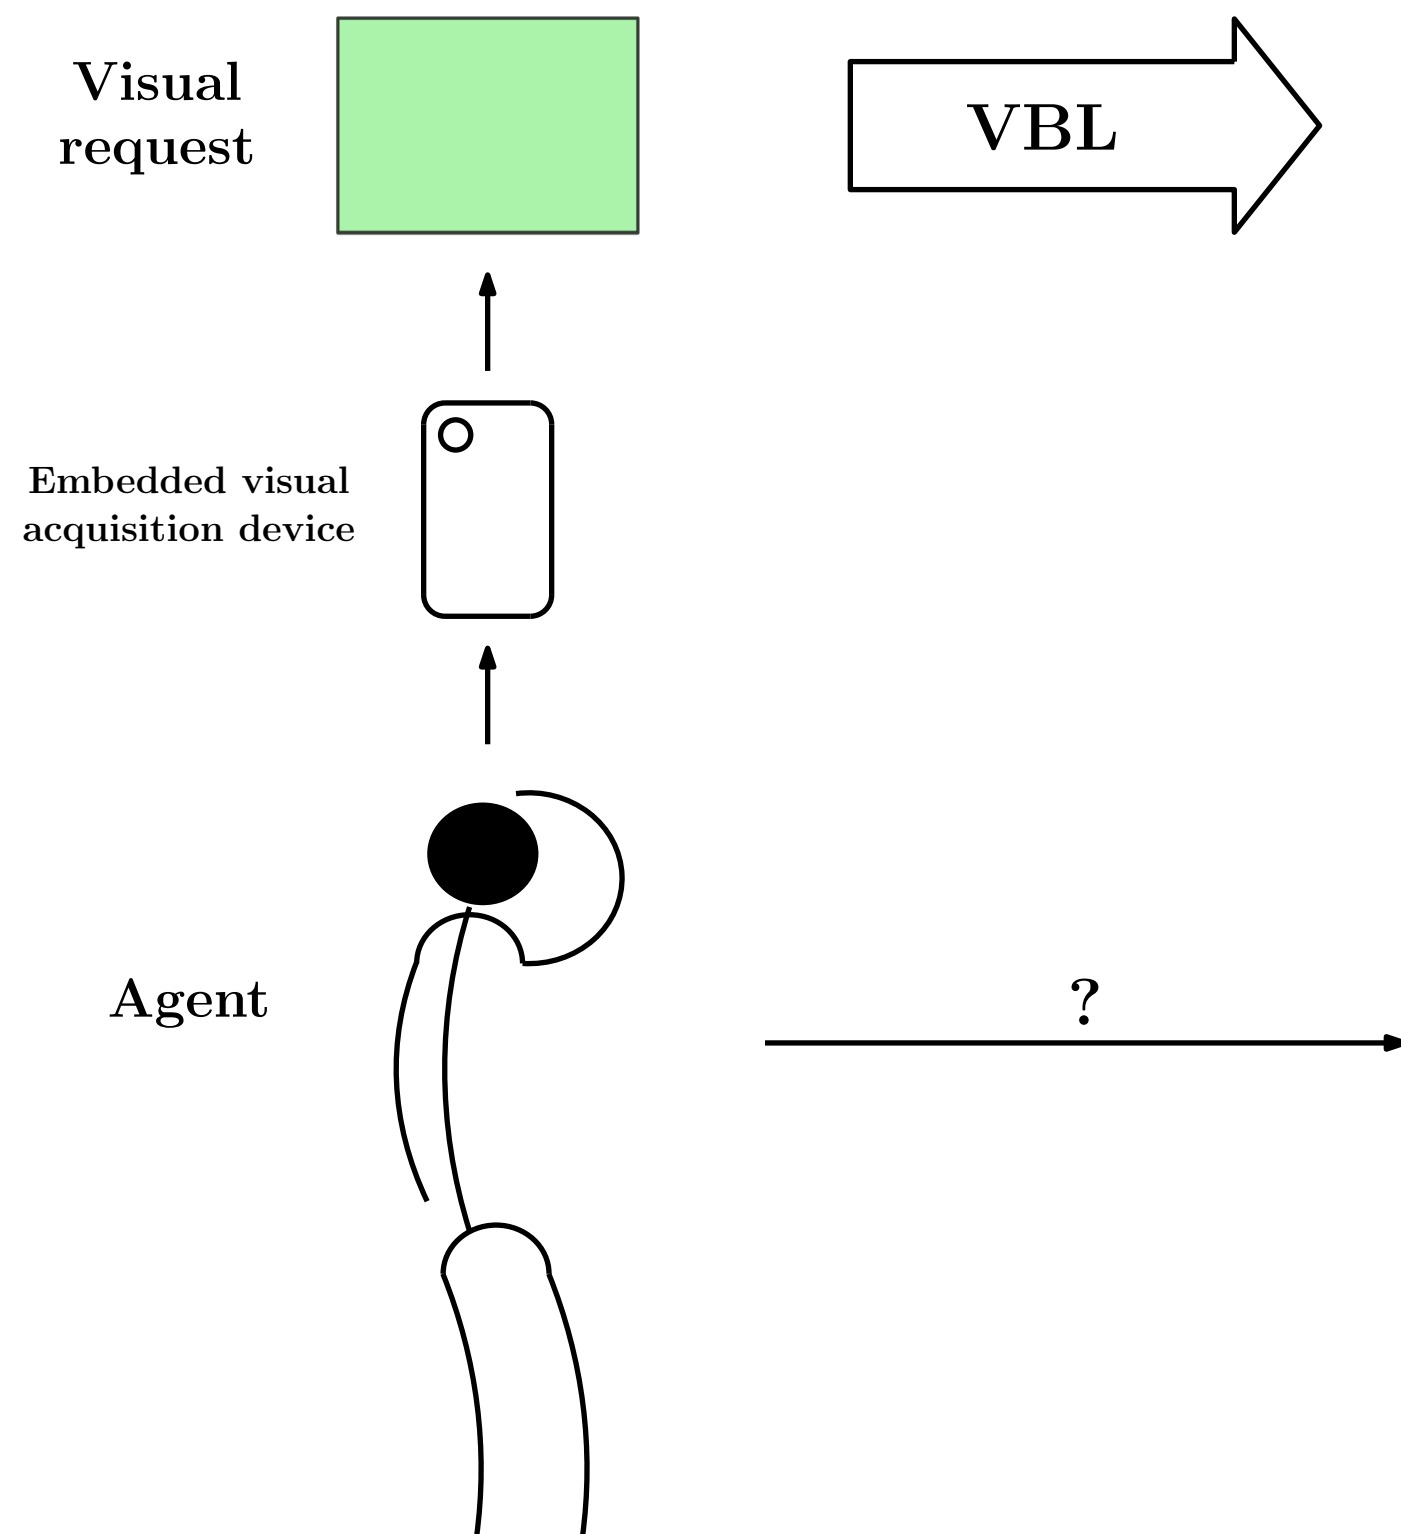 Visual
request
VBL
Embedded visual
acquisition device
Agent
?